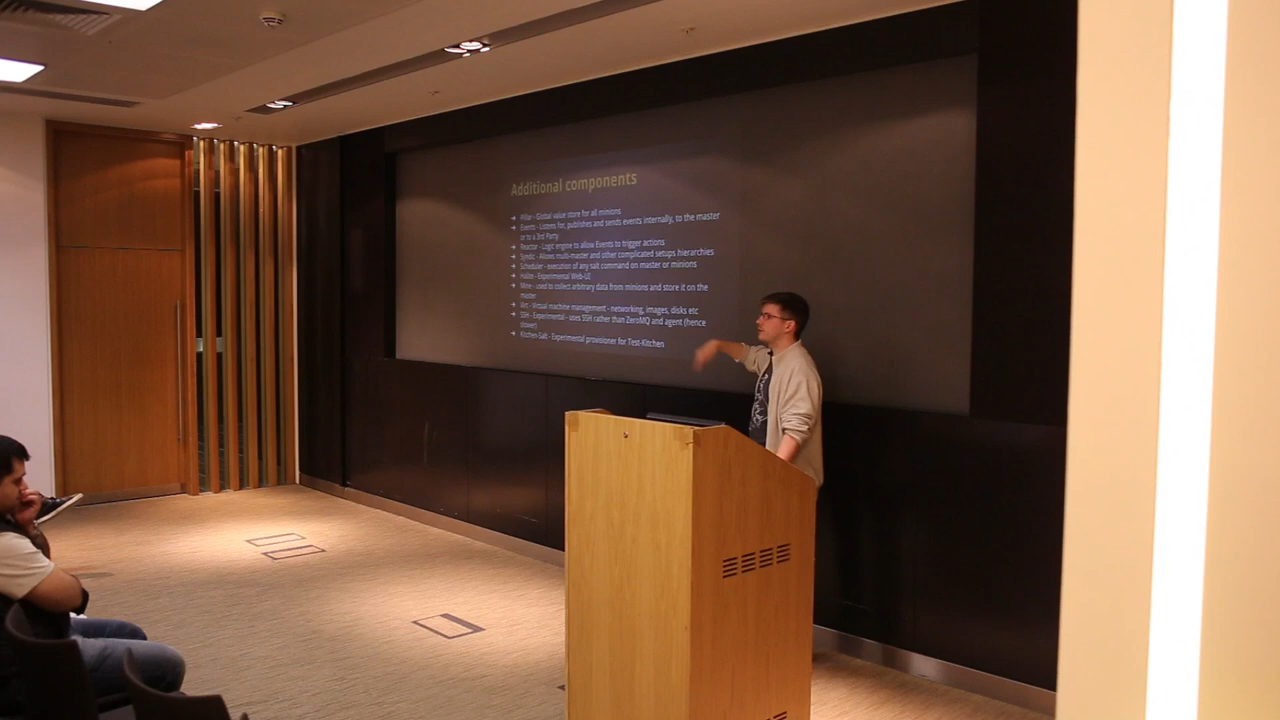 Additional components
➔ Pillar - Global value store for all minions
➔ Events - Listens for, publishes and sends events internally, to the master
or to a 3rd Party.
➔ Reactor - Logic engine to allow Events to trigger actions
➔ Syndic - Allows multi-master and other complicated setups hierarchies
➔ Scheduler - execution of any salt command on master or minions
➔ Halite - Experimental Web-UI
➔ Mine - used to collect arbitrary data from minions and store it on the
master
➔ Virt - Virtual machine management - networking, images, disks etc
➔ SSH - Experimental - uses SSH rather than ZeroMQ and agent (hence
slower)
➔ Kitchen-Salt - Experimental provisioner for Test-Kitchen